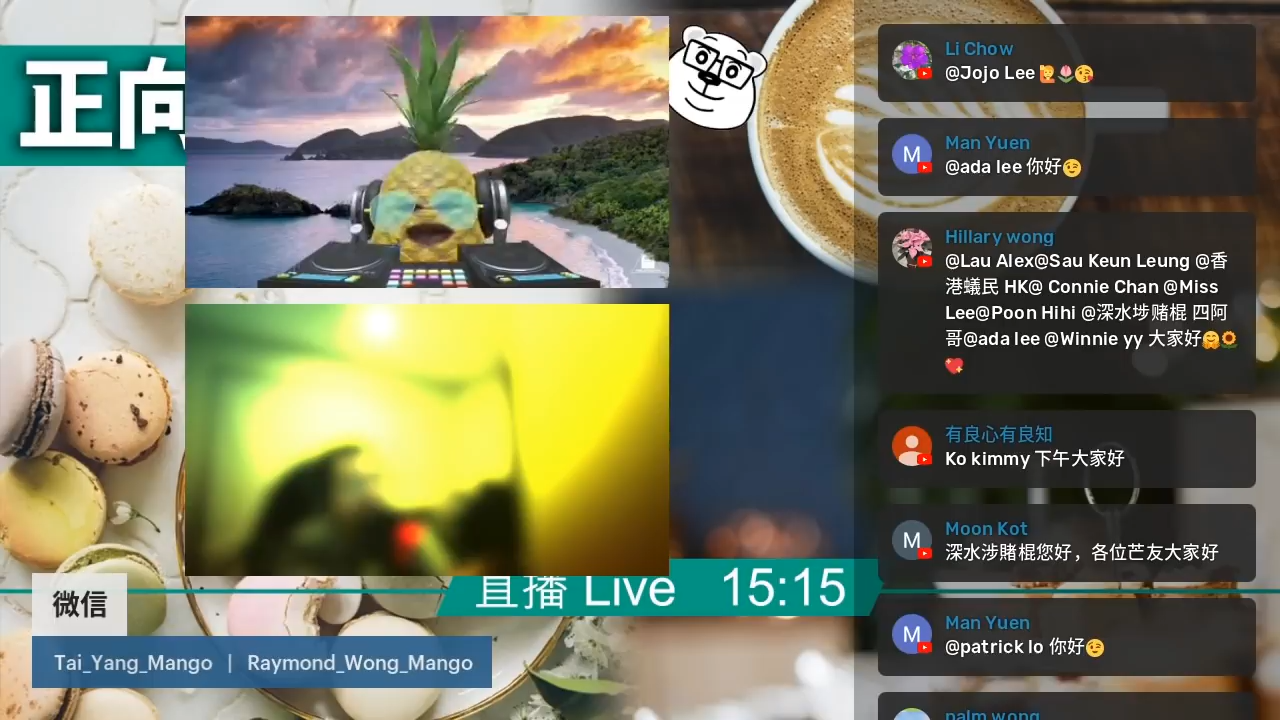 正向
Li Chow
@Jojo Lee 🙋🌷😘
M
Man Yuen
@ada lee 你好😉
Hillary wong
@Lau Alex@Sau Keun Leung @香
港蟻民 HK@ Connie Chan @Miss
Lee@Poon Hihi @深水埗赌棍 四阿
哥@ada lee @Winnie yy 大家好🤗🌻
💖
有良心有良知
Ko kimmy 下午大家好
M
Moon Kot
深水涉賭棍您好，各位芒友大家好
直播 Live 15:15
微信
Tai_Yang_Mango | Raymond_Wong_Mango
M
Man Yuen
@patrick lo 你好😉
palm wong